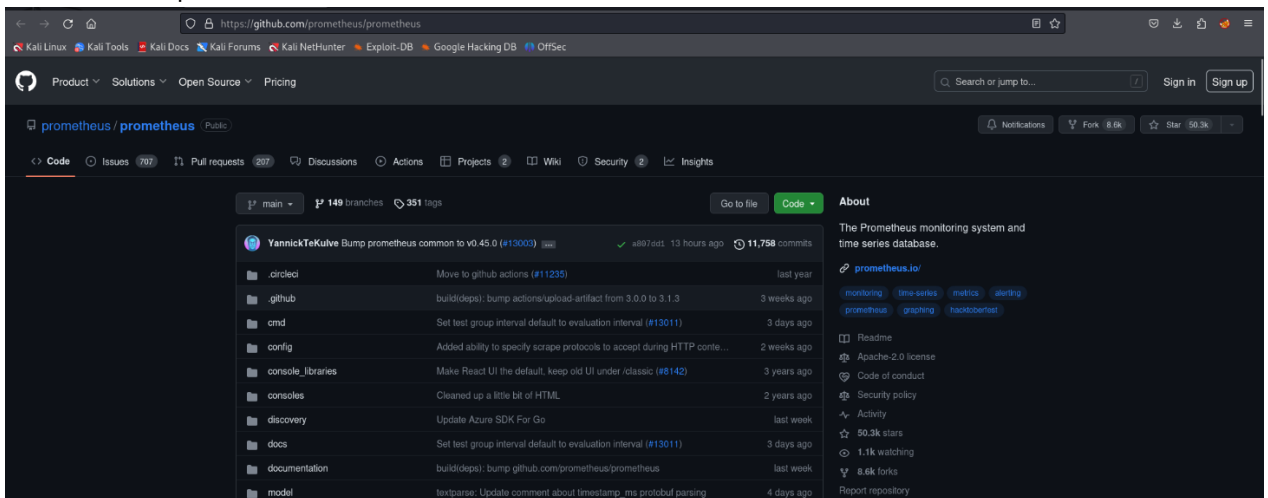 https://github.com/prometheus/prometheus
Kali Linux Kali Tools Kali Docs Kali Forums Kali NetHunter Exploit-DB Google Hacking DB OffSec
Product Solutions Open Source Pricing Search or jump to... / Sign in Sign up
prometheus / prometheus Public Notifications Fork 8.6k Star 50.3k
Code Issues 707 Pull requests 207 Discussions Actions Projects 2 Wiki Security 2 Insights
main 149 branches 351 tags Go to file Code
YannickTeKulve Bump prometheus common to v0.45.0 (#13003) ... a897dd1 13 hours ago 11,758 commits
.circleci Move to github actions (#11235) last year
.github build(deps): bump actions/upload-artifact from 3.0.0 to 3.1.3 3 weeks ago
cmd Set test group interval default to evaluation interval (#13011) 3 days ago
config Added ability to specify scrape protocols to accept during HTTP conte... 2 weeks ago
console_libraries Make React UI the default, keep old UI under /classic (#8142) 3 years ago
consoles Cleaned up a little bit of HTML 2 years ago
discovery Update Azure SDK For Go last week
docs Set test group interval default to evaluation interval (#13011) 3 days ago
documentation build(deps): bump github.com/prometheus/prometheus last week
model textparse: Update comment about timestamp_ms protobuf parsing 4 days ago
About
The Prometheus monitoring system and
time series database.
prometheus.io/
monitoring time-series metrics alerting
prometheus graphing hacktoberfest
Readme
Apache-2.0 license
Code of conduct
Security policy
Activity
50.3k stars
1.1k watching
8.6k forks
Report repository